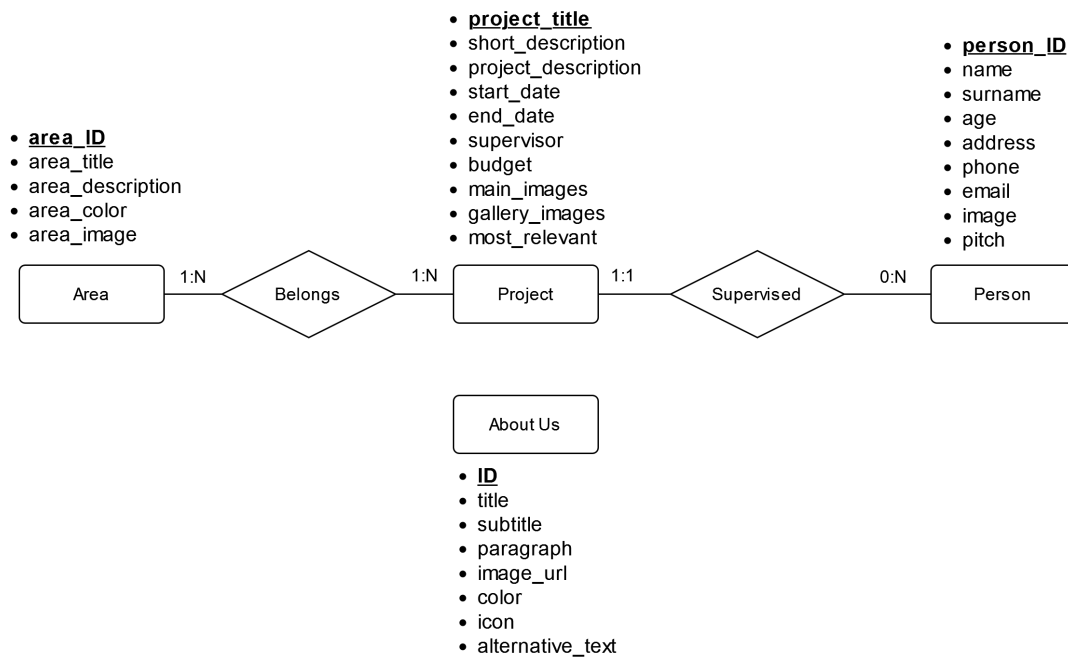 • area_ID
• area_title
• area_description
• area_color
• area_image
• project_title
• short_description
• project_description
• start_date
• end_date
• supervisor
• budget
• main_images
• gallery_images
• most_relevant
• person_ID
• name
• surname
• age
• address
• phone
• email
• image
• pitch
Area
1:N
Belongs
1:N
Project
1:1
Supervised
0:N
Person
About Us
• ID
• title
• subtitle
• paragraph
• image_url
• color
• icon
• alternative_text